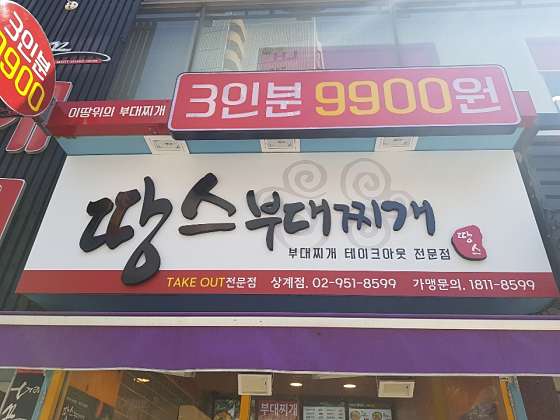 3인분
9900
이땅위의 부대찌개
3인분 9900원
땅스부대찌개
부대찌개 테이크아웃 전문점
땅스
TAKE OUT전문점 상계점. 02-951-8599 가맹문의. 1811-8599
부대찌개